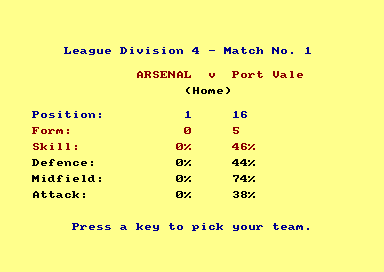 League Division 4 - Match No. 1
ARSENAL v Port Vale
(Home)
Position: 1 16
Form: 0 5
Skill: 0% 46%
Defence: 0% 44%
Midfield: 0% 74%
Attack: 0% 38%
Press a key to pick your team.